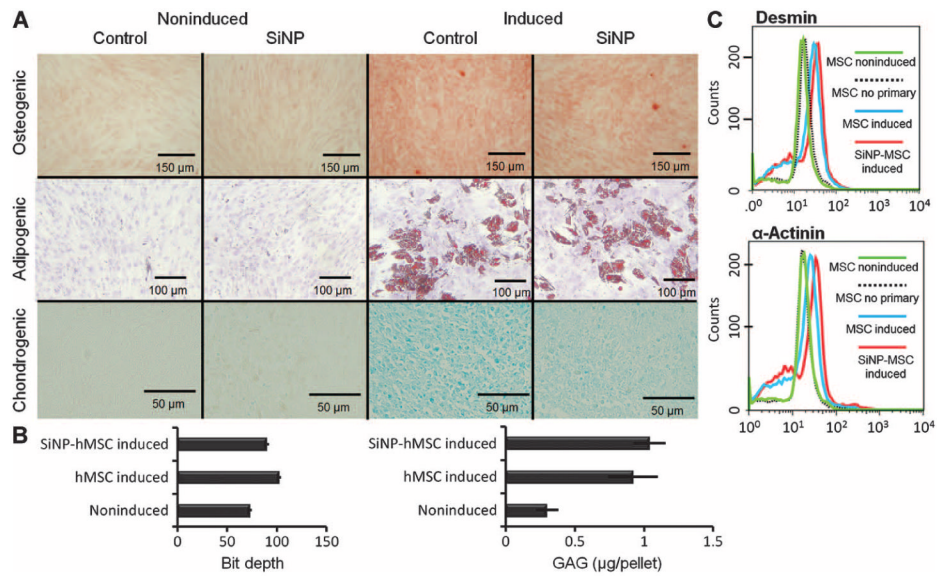 A
Noninduced
Induced
Control
SiNP
Control
SiNP
Osteogenic
150 µm
150 µm
150 µm
150 µm
Adipogenic
100 µm
100 µm
100 µm
100 µm
Chondrogenic
50 µm
50 µm
50 µm
50 µm
B
SiNP-hMSC induced
hMSC induced
Noninduced
0 50 100 150
Bit depth
SiNP-hMSC induced
hMSC induced
Noninduced
0 0.5 1 1.5
GAG (µg/pellet)
C
Desmin
Counts
200
100
0
MSC noninduced
MSC no primary
MSC induced
SiNP-MSC
induced
.00 10¹ 10² 10³ 10⁴
α-Actinin
Counts
200
100
0
MSC noninduced
MSC no primary
MSC induced
SiNP-MSC
induced
10⁰ 10¹ 10² 10³ 10⁴